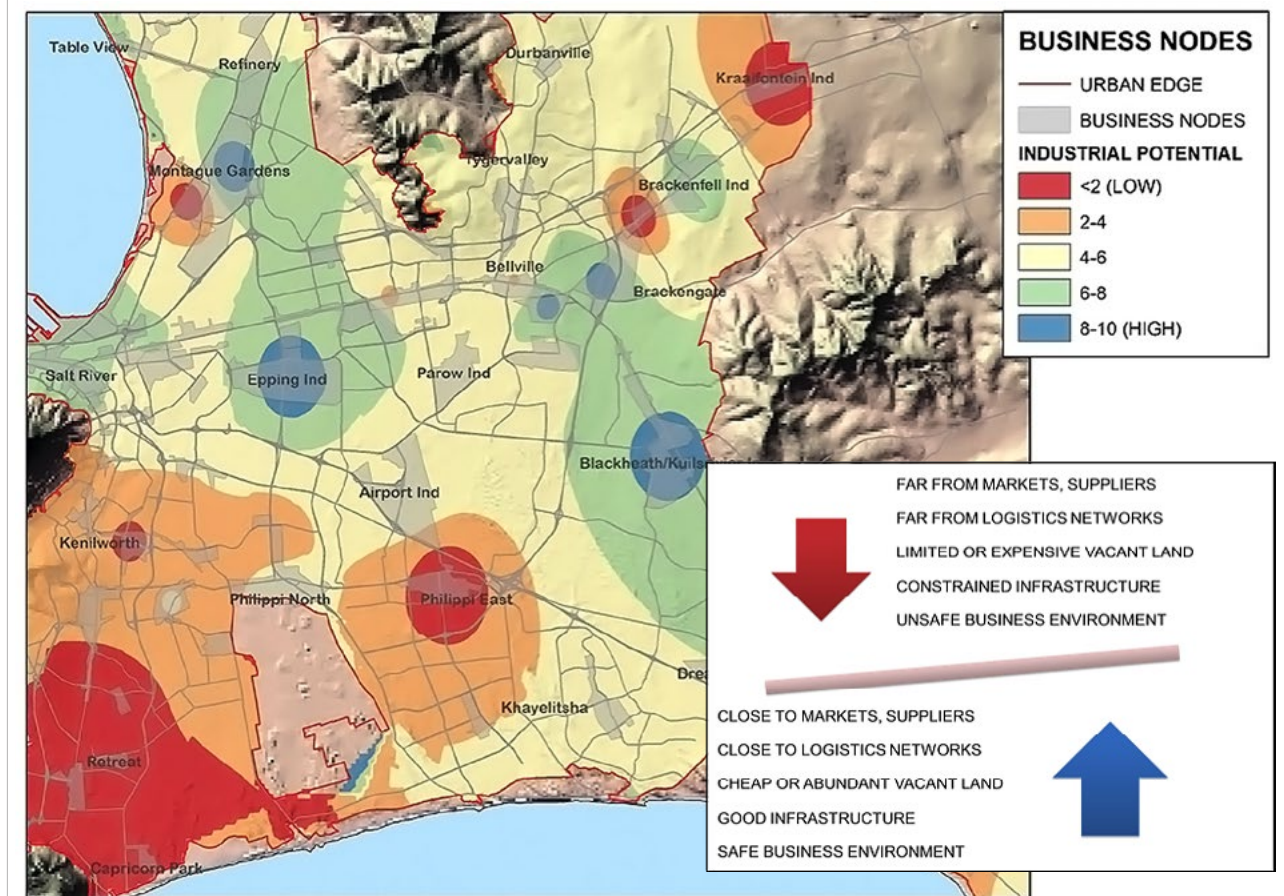 Table View
Refinery
Durbanville
Kraaifontein Ind
Montague Gardens
Tygervalley
Brackenfell Ind
Bellville
Brackengate
Salt River
Epping Ind
Parow Ind
Blackheath/Kuils
Airport Ind
Kenilworth
Philippi North
Philippi East
Khayelitsha
Retreat
Capricorn Park
BUSINESS NODES
URBAN EDGE
BUSINESS NODES
INDUSTRIAL POTENTIAL
<2 (LOW)
2-4
4-6
6-8
8-10 (HIGH)
FAR FROM MARKETS, SUPPLIERS
FAR FROM LOGISTICS NETWORKS
LIMITED OR EXPENSIVE VACANT LAND
CONSTRAINED INFRASTRUCTURE
UNSAFE BUSINESS ENVIRONMENT
CLOSE TO MARKETS, SUPPLIERS
CLOSE TO LOGISTICS NETWORKS
CHEAP OR ABUNDANT VACANT LAND
GOOD INFRASTRUCTURE
SAFE BUSINESS ENVIRONMENT